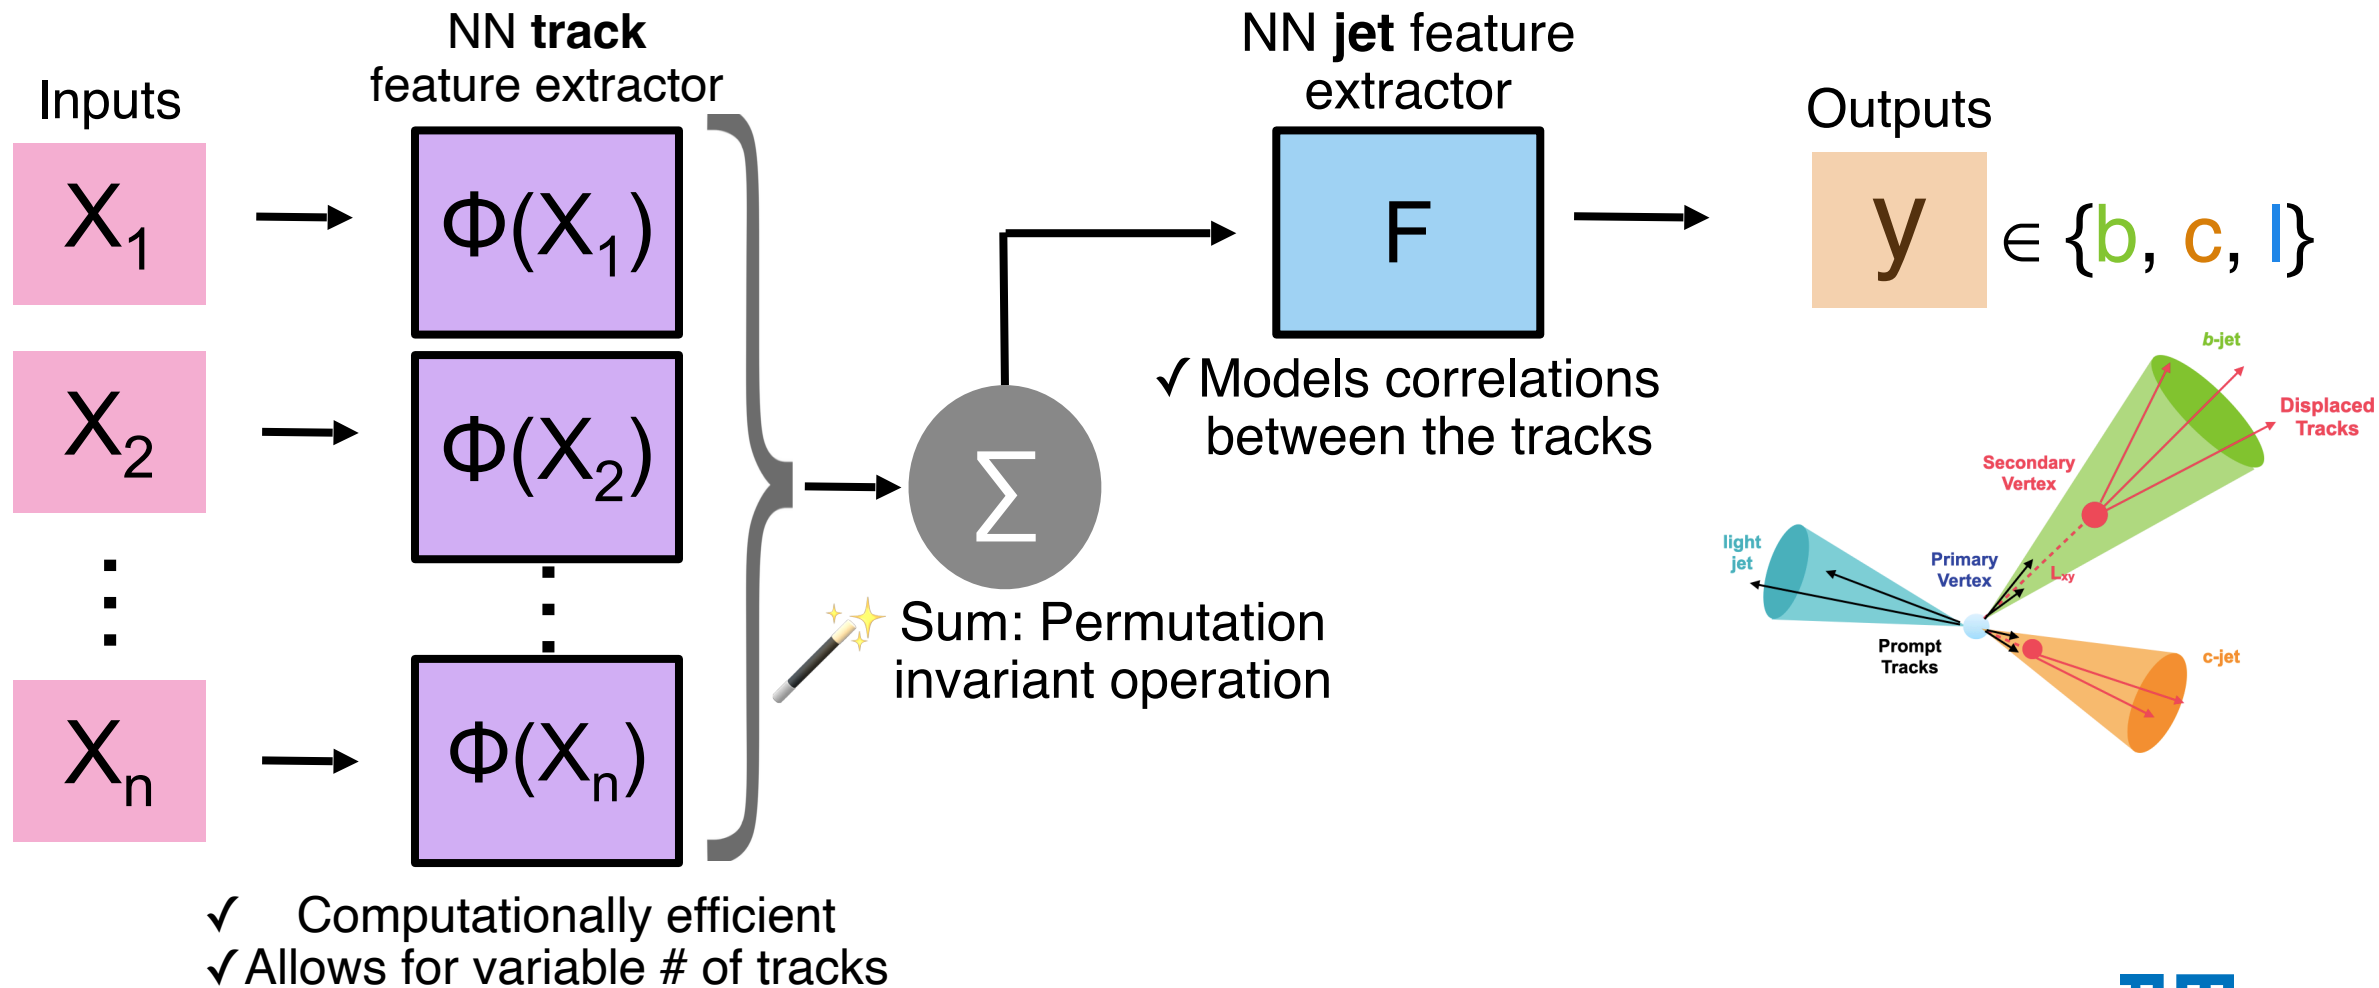 Inputs
X1
X2
Xn
NN track
feature extractor
Φ(X1)
Φ(X2)
Φ(Xn)
✓ Computationally efficient
✓ Allows for variable # of tracks
∑
Sum: Permutation
invariant operation
NN jet feature
extractor
F
✓ Models correlations
between the tracks
Outputs
y ∈ {b, c, l}
b-jet
Displaced
Tracks
Secondary
Vertex
light
jet
Primary
Vertex
Lxy
Prompt
Tracks
c-jet